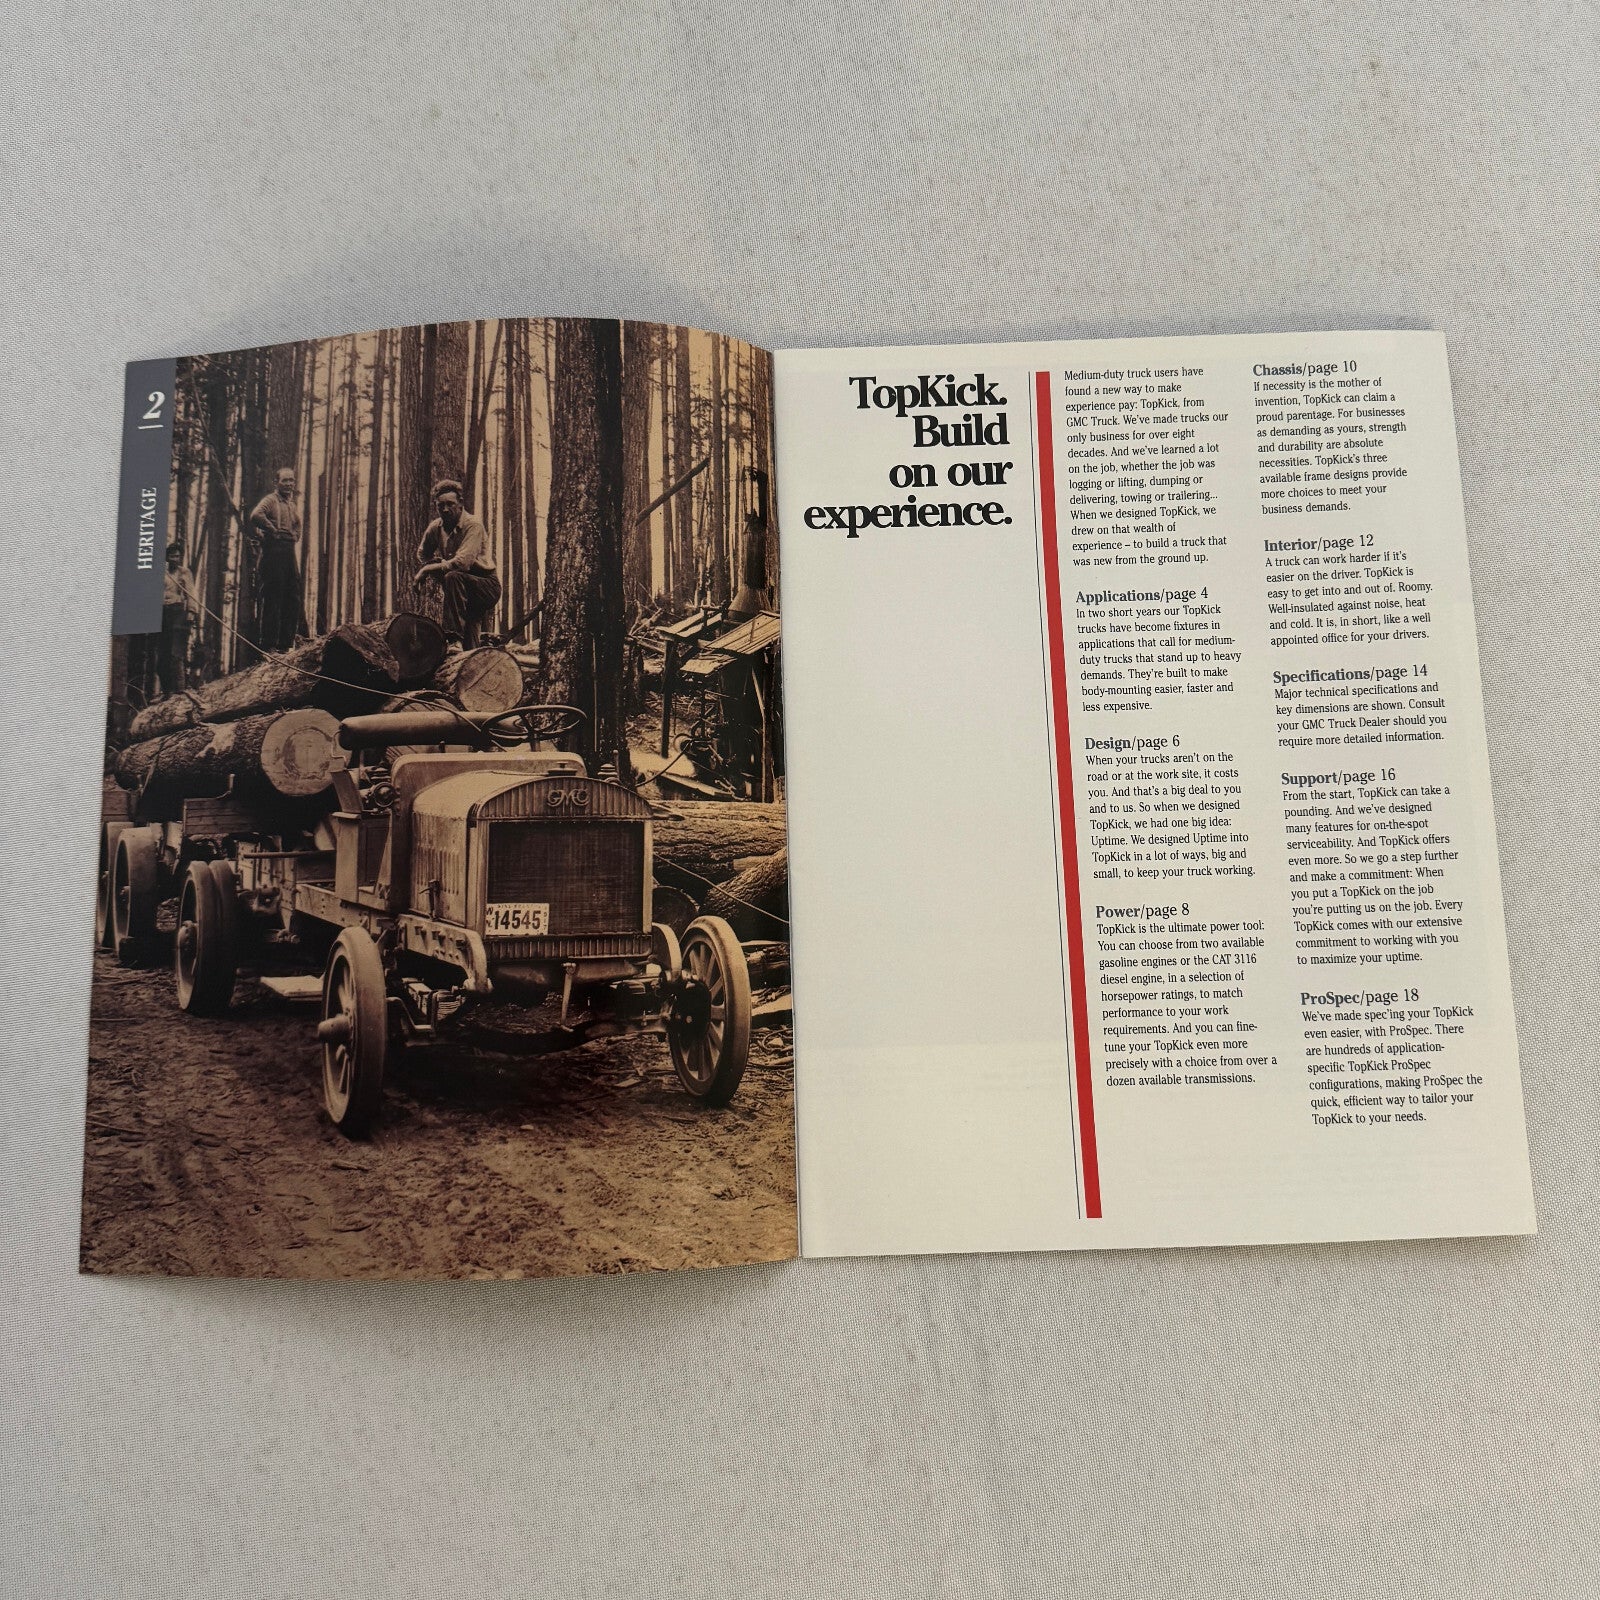 2
HERITAGE
GMC
14545
TopKick.
Build
on our
experience.
Medium-duty truck users have
found a new way to make
experience pay: TopKick, from
GMC Truck. We've made trucks our
only business for over eight
decades. And we've learned a lot
on the job, whether the job was
logging or lifting, dumping or
delivering, towing or trailering...
When we designed TopKick, we
drew on that wealth of
experience – to build a truck that
was new from the ground up.
Applications/page 4
In two short years our TopKick
trucks have become fixtures in
applications that call for medium-
duty trucks that stand up to heavy
demands. They're built to make
body-mounting easier, faster and
less expensive.
Design/page 6
When your trucks aren't on the
road or at the work site, it costs
you. And that's a big deal to you
and to us. So when we designed
TopKick, we had one big idea:
Uptime. We designed Uptime into
TopKick in a lot of ways, big and
small, to keep your truck working.
Power/page 8
TopKick is the ultimate power tool:
You can choose from two available
gasoline engines or the CAT 3116
diesel engine, in a selection of
horsepower ratings, to match
performance to your work
requirements. And you can fine-
tune your TopKick even more
precisely with a choice from over a
dozen available transmissions.
Chassis/page 10
If necessity is the mother of
invention, TopKick can claim a
proud parentage. For businesses
as demanding as yours, strength
and durability are absolute
necessities. TopKick's three
available frame designs provide
more choices to meet your
business demands.
Interior/page 12
A truck can work harder if it's
easier on the driver. TopKick is
easy to get into and out of. Roomy.
Well-insulated against noise, heat
and cold. It is, in short, like a well
appointed office for your drivers.
Specifications/page 14
Major technical specifications and
key dimensions are shown. Consult
your GMC Truck Dealer should you
require more detailed information.
Support/page 16
From the start, TopKick can take a
pounding. And we've designed
many features for on-the-spot
serviceability. And TopKick offers
even more. So we go a step further
and make a commitment: When
you put a TopKick on the job
you're putting us on the job. Every
TopKick comes with our extensive
commitment to working with you
to maximize your uptime.
ProSpec/page 18
We've made spec'ing your TopKick
even easier, with ProSpec. There
are hundreds of application-
specific TopKick ProSpec
configurations, making ProSpec the
quick, efficient way to tailor your
TopKick to your needs.